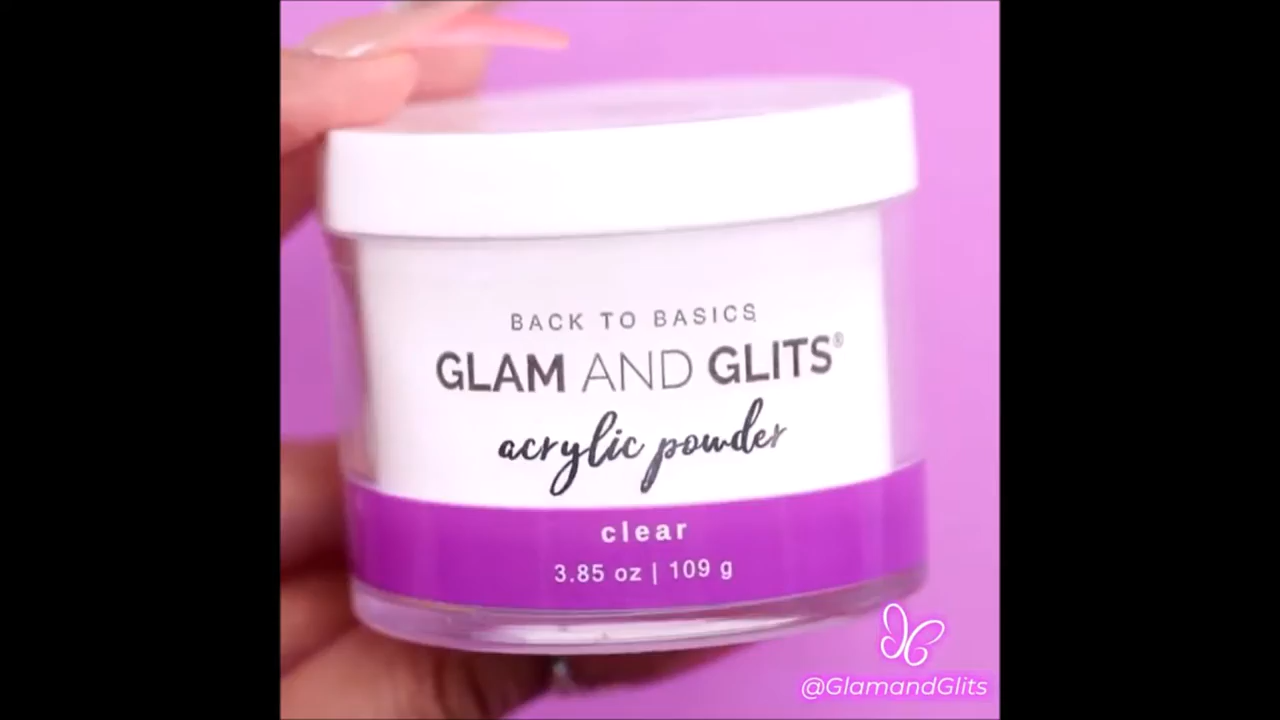 BACK TO BASICS
GLAM AND GLITS®
acrylic powder
clear
3.85 oz | 109 g
@GlamandGlits